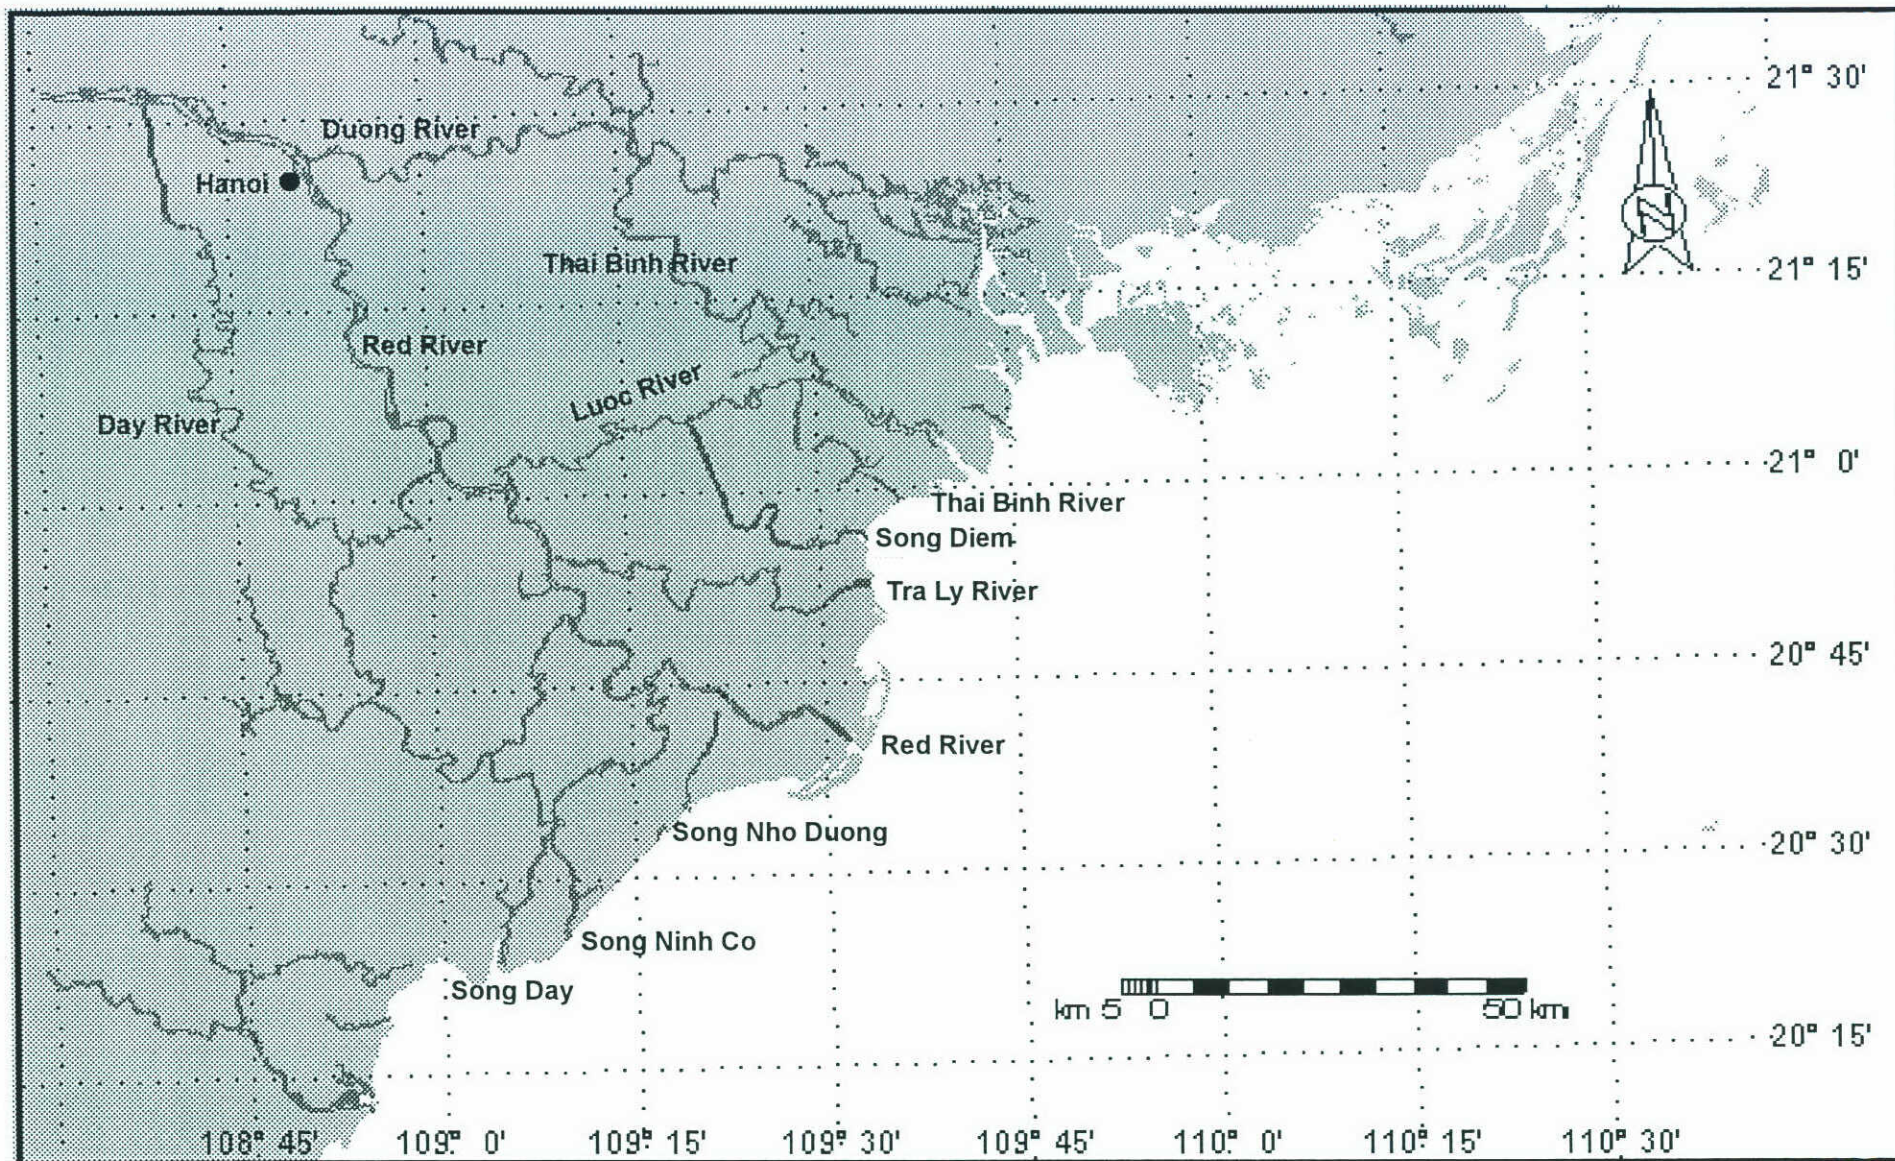 21° 30'
Duong River
Hanoi
N
Thai Binh River
21° 15'
Red River
Luoc River
Day River
21° 0'
Thai Binh River
Song Diem
Tra Ly River
20° 45'
Red River
Song Nho Duong
20° 30'
Song Ninh Co
Song Day
km 5 0 50 km
20° 15'
108° 45' 109° 0' 109° 15' 109° 30' 109° 45' 110° 0' 110° 15' 110° 30'